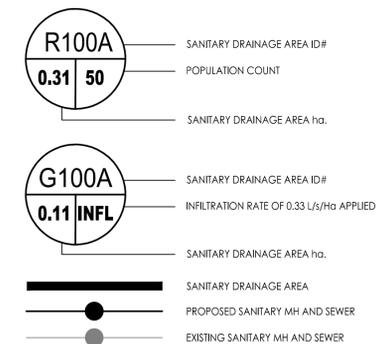 R100A
SANITARY DRAINAGE AREA ID#
0.31 50
POPULATION COUNT
SANITARY DRAINAGE AREA ha.
G100A
SANITARY DRAINAGE AREA ID#
0.11 INFL
INFILTRATION RATE OF 0.33 L/s/Ha APPLIED
SANITARY DRAINAGE AREA ha.
SANITARY DRAINAGE AREA
PROPOSED SANITARY MH AND SEWER
EXISTING SANITARY MH AND SEWER